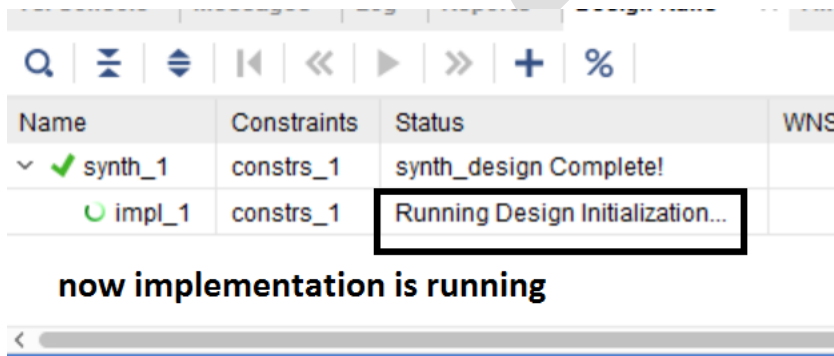 Name Constraints Status WNS
synth_1 constrs_1 synth_design Complete!
impl_1 constrs_1 Running Design Initialization...
now implementation is running